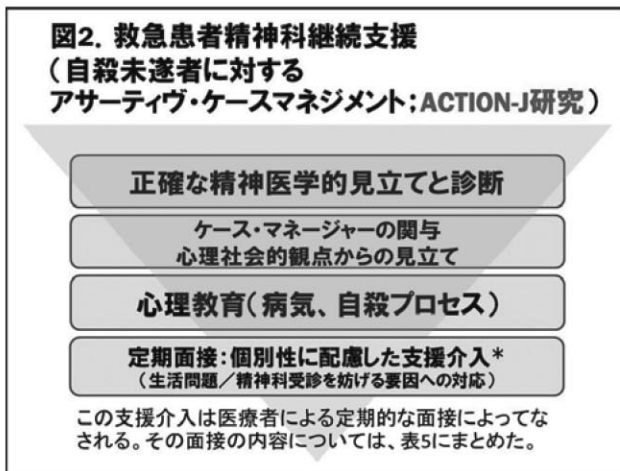 図2. 救急患者精神科継続支援
(自殺未遂者に対する
アサーティヴ・ケースマネジメント;ACTION-J研究)
正確な精神医学的見立てと診断
ケース・マネージャーの関与
心理社会的観点からの見立て
心理教育(病気、自殺プロセス)
定期面接:個別性に配慮した支援介入*
(生活問題/精神科受診を妨げる要因への対応)
この支援介入は医療者による定期的な面接によってな
される。その面接の内容については、表5にまとめた。